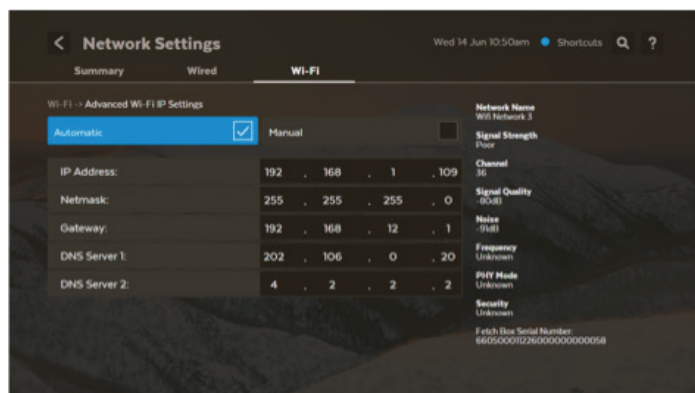 Network Settings
Wed 14 Jun 10:50am Shortcuts ?
Summary Wired Wi-Fi
Wi-Fi -> Advanced Wi-Fi IP Settings
Automatic Manual
IP Address: 192 . 168 . 1 . 109
Netmask: 255 . 255 . 255 . 0
Gateway: 192 . 168 . 12 . 1
DNS Server 1: 202 . 106 . 0 . 20
DNS Server 2: 4 . 2 . 2 . 2
Network Name
Wifi Network 3
Signal Strength
Poor
Channel
36
Signal Quality
-80dB
Noise
-91dB
Frequency
Unknown
PHY Mode
Unknown
Security
Unknown
Fetch Box Serial Number: